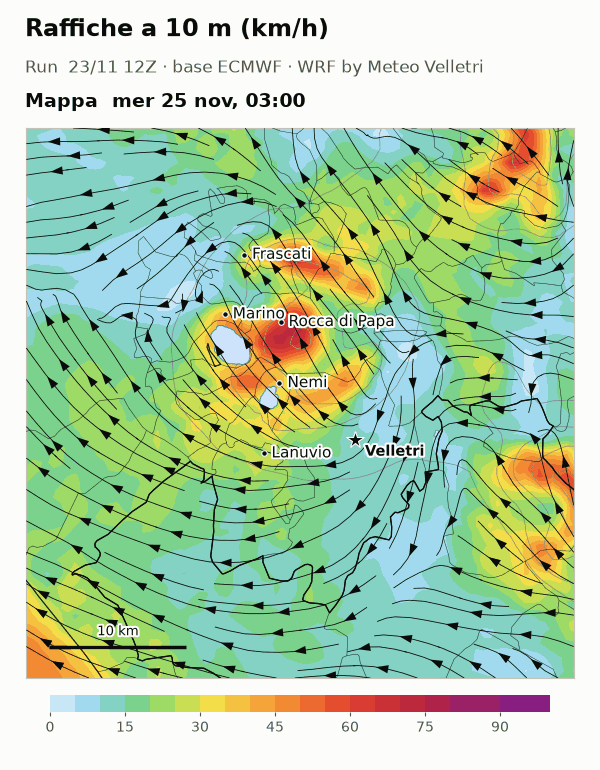 Raffiche a 10 m (km/h)
Run 23/11 12Z · base ECMWF · WRF by Meteo Velletri
Mappa mer 25 nov, 03:00
Frascati
Marino
Rocca di Papa
Nemi
Velletri
Lanuvio
10 km
0 15 30 45 60 75 90